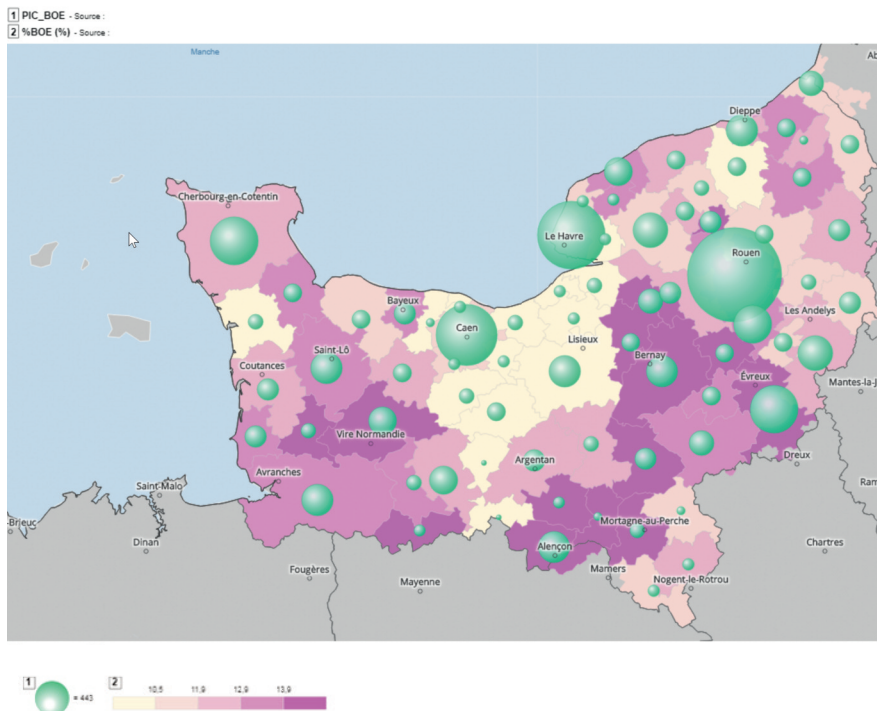 1 PIC_BOE - Source :
2 %BOE (%) - Source :
Manche
Ab
Dieppe
Cherbourg-en-Cotentin
Le Havre
Rouen
Bayeux
Caen
Les Andelys
Lisieux
Saint-Lô
Coutances
Bernay
Évreux
Mantes-la-J
Vire Normandie
Dreux
Argentan
Avranches
Saint-Malo
Ram
-Brieuc
Mortagne-au-Perche
Dinan
Alençon
Chartres
Fougères
Mamers
Mayenne
Nogent-le-Rotrou
1 = 443
2
10,5 11,9 12,9 13,9